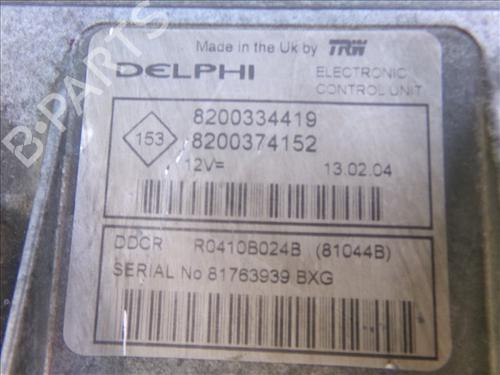 Made in the Uk by TRW
DELPHI ELECTRONIC
CONTROL UNIT
153
8200334419
8200374152
12V= 13.02.04
DDCR R0410B024B (81044B)
SERIAL No 81763939 BXG
B-PARTS